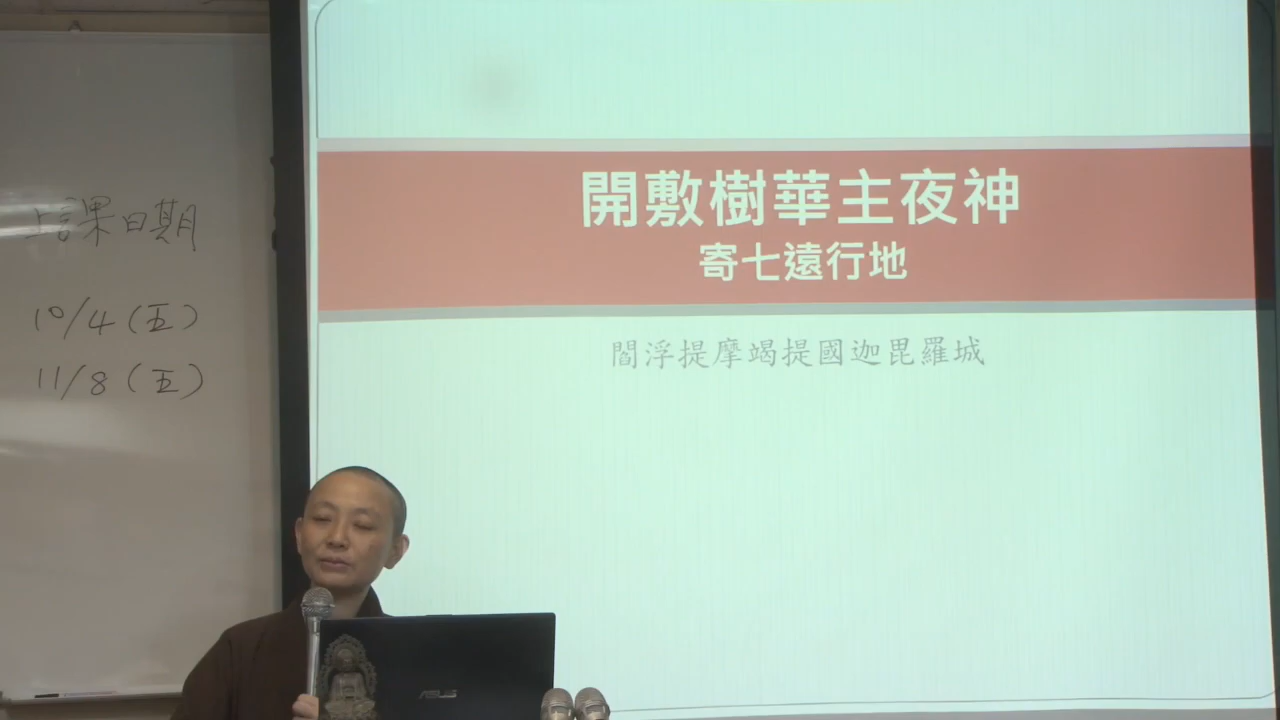 上課日期
10/4(五)
11/8(五)
開敷樹華主夜神
寄七遠行地
閻浮提摩竭提國迦毘羅城
ASUS